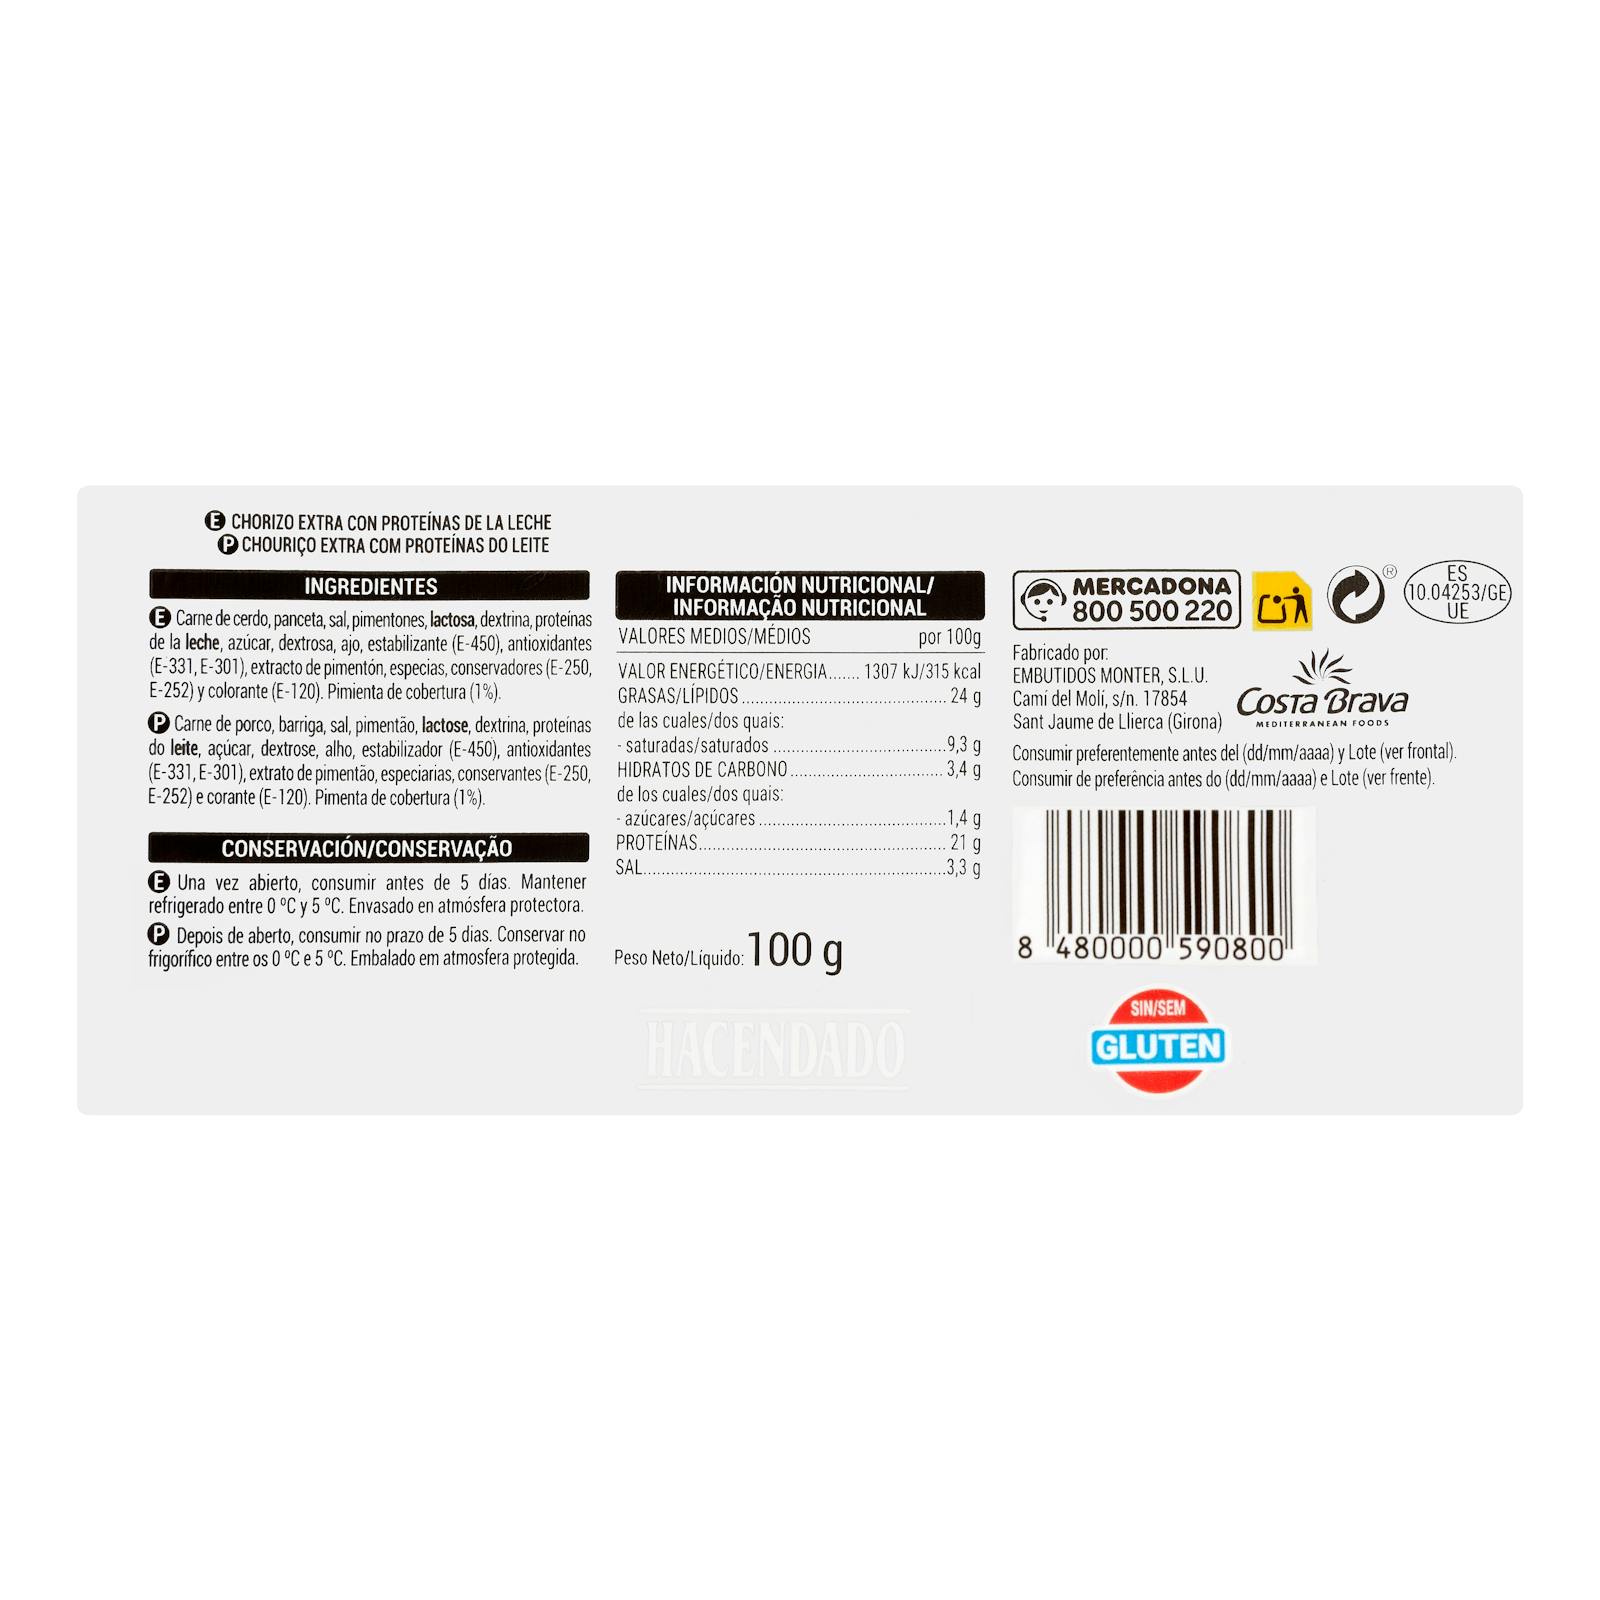 E CHORIZO EXTRA CON PROTEÍNAS DE LA LECHE
P CHOURIÇO EXTRA COM PROTEÍNAS DO LEITE
INGREDIENTES
E Carne de cerdo, panceta, sal, pimentones, lactosa, dextrina, proteínas
de la leche, azúcar, dextrosa, ajo, estabilizante (E-450), antioxidantes
(E-331, E-301), extracto de pimentón, especias, conservadores (E-250,
E-252) y colorante (E-120). Pimienta de cobertura (1%).
P Carne de porco, barriga, sal, pimentão, lactose, dextrina, proteínas
do leite, açúcar, dextrose, alho, estabilizador (E-450), antioxidantes
(E-331, E-301), extrato de pimentão, especiarias, conservantes (E-250,
E-252) e corante (E-120). Pimenta de cobertura (1%).
CONSERVACIÓN/CONSERVAÇÃO
E Una vez abierto, consumir antes de 5 días. Mantener
refrigerado entre 0 ºC y 5 ºC. Envasado en atmósfera protectora.
P Depois de aberto, consumir no prazo de 5 dias. Conservar no
frigorífico entre os 0 ºC e 5 ºC. Embalado em atmosfera protegida.
INFORMACIÓN NUTRICIONAL/
INFORMAÇÃO NUTRICIONAL
VALORES MEDIOS/MÉDIOS por 100g
VALOR ENERGÉTICO/ENERGIA....... 1307 kJ/315 kcal
GRASAS/LÍPIDOS ............................................. 24 g
de las cuales/dos quais:
- saturadas/saturados ......................................9,3 g
HIDRATOS DE CARBONO.................................. 3,4 g
de los cuales/dos quais:
- azúcares/açúcares .........................................1,4 g
PROTEÍNAS...................................................... 21 g
SAL..................................................................3,3 g
Peso Neto/Líquido: 100 g
HACENDADO
MERCADONA
800 500 220
®
ES
10.04253/GE
UE
Fabricado por:
EMBUTIDOS MONTER, S.L.U.
Camí del Molí, s/n. 17854
Sant Jaume de Llierca (Girona)
COSTA BRAVA
MEDITERRANEAN FOODS
Consumir preferentemente antes del (dd/mm/aaaa) y Lote (ver frontal).
Consumir de preferência antes do (dd/mm/aaaa) e Lote (ver frente).
8 480000 590800
SIN/SEM
GLUTEN